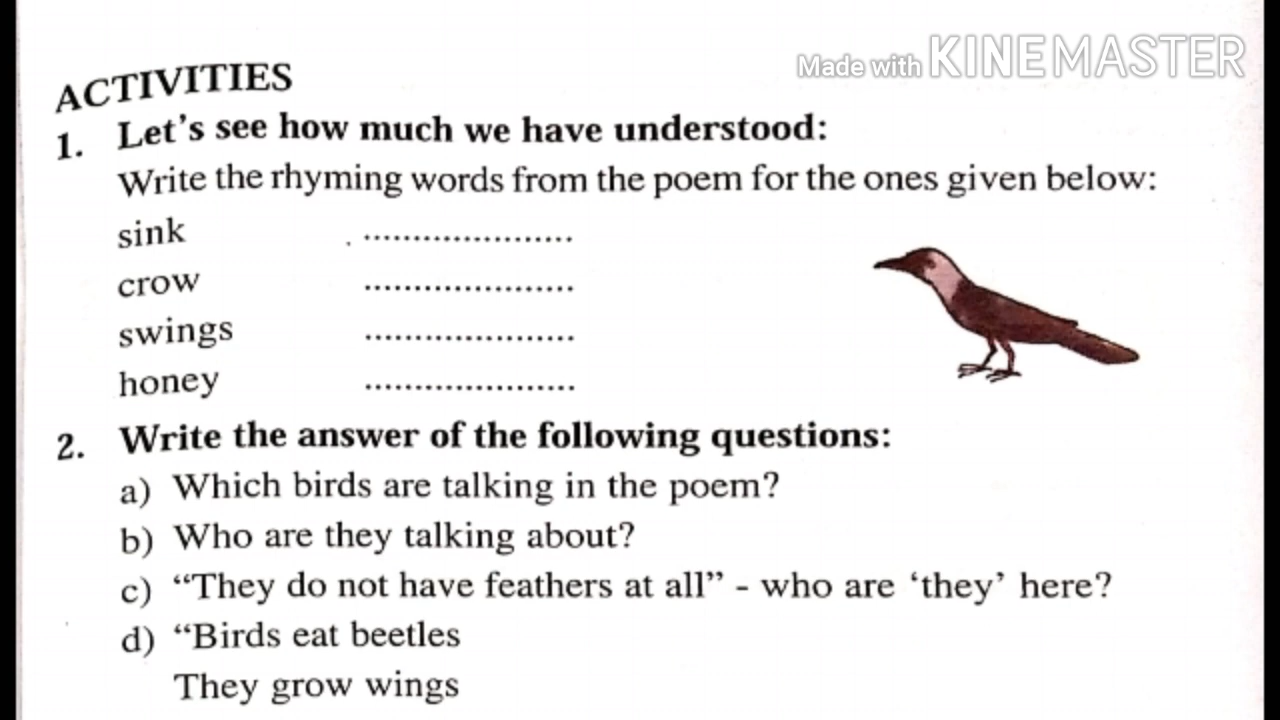 Made with KINEMASTER
ACTIVITIES
1. Let's see how much we have understood:
Write the rhyming words from the poem for the ones given below:
sink .....................
crow .....................
swings .....................
honey .....................
2. Write the answer of the following questions:
a) Which birds are talking in the poem?
b) Who are they talking about?
c) “They do not have feathers at all” - who are ‘they’ here?
d) “Birds eat beetles
They grow wings